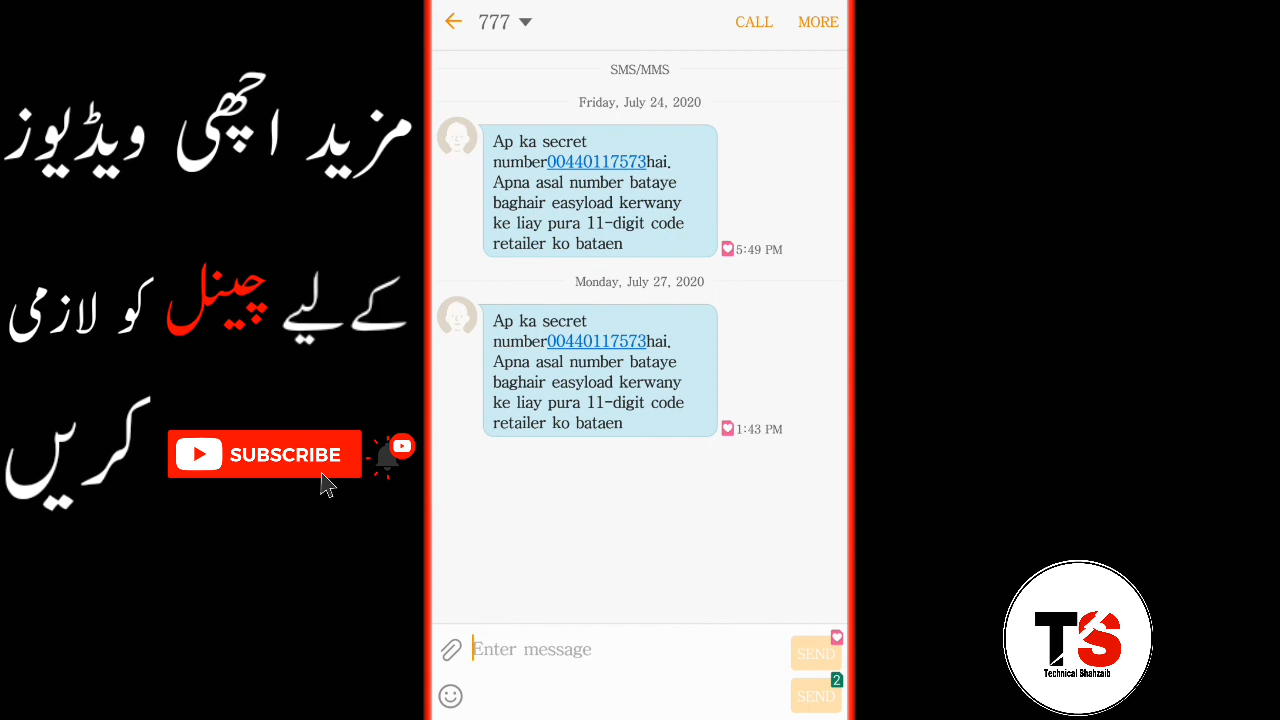 مزید اچھی ویڈیوز
کے لیے چینل کو لازمی
کریں
SUBSCRIBE
777
CALL
MORE
SMS/MMS
Friday, July 24, 2020
Ap ka secret
number00440117573hai.
Apna asal number bataye
baghair easyload kerwany
ke liay pura 11-digit code
retailer ko bataen
5:49 PM
Monday, July 27, 2020
Ap ka secret
number00440117573hai.
Apna asal number bataye
baghair easyload kerwany
ke liay pura 11-digit code
retailer ko bataen
1:43 PM
Enter message
SEND
2
SEND
TS
Technical Shahzaib